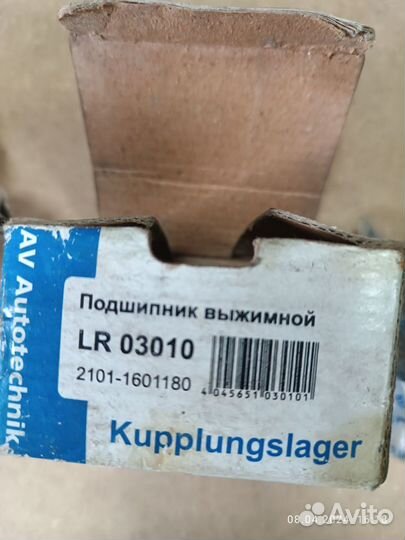 AV Autotechnik
Подшипник выжимной
LR 03010
2101-1601180
4 045651 030101
Kupplungslager
Avito